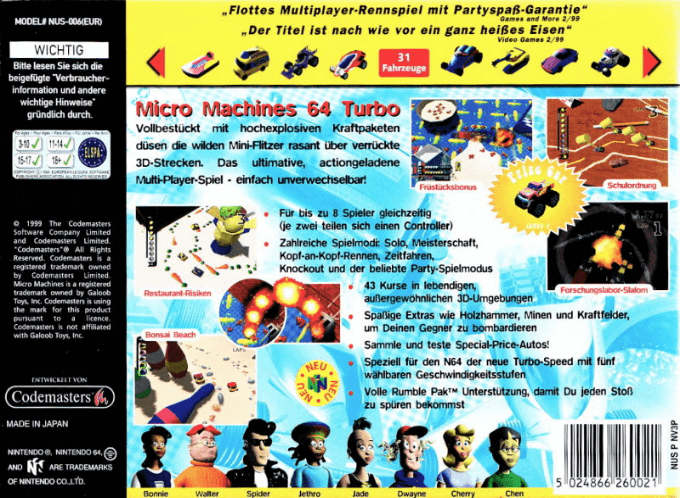 MODEL# NUS-006(EUR)
WICHTIG
Bitte lesen Sie sich die
beigefügte "Verbraucher-
information und andere
wichtige Hinweise"
gründlich durch.
3-10
11-14
15-17
18+
ELSPA
© 1999 The Codemasters
Software Company Limited
and Codemasters Limited.
"Codemasters"® All Rights
Reserved. Codemasters is a
registered trademark owned
by Codemasters Limited.
Micro Machines is a registered
trademark owned by Galoob
Toys, Inc. Codemasters is using
the mark for this product
pursuant to a licence.
Codemasters is not affiliated
with Galoob Toys, Inc.
ENTWICKELT VON
Codemasters
MADE IN JAPAN
NINTENDO ®, NINTENDO 64,
AND ARE TRADEMARKS
OF NINTENDO CO.,LTD.
„Flottes Multiplayer-Rennspiel mit Partyspaß-Garantie"
Games and More 2/99
„Der Titel ist nach wie vor ein ganz heißes Eisen"
Video Games 2/99
31
Fahrzeuge
Micro Machines 64 Turbo
Vollbestückt mit hochexplosiven Kraftpaketen
düsen die wilden Mini-Flitzer rasant über verrückte
3D-Strecken. Das ultimative, actiongeladene
Multi-Player-Spiel - einfach unverwechselbar!
Früstücksbonus
Schulordnung
Restaurant-Risiken
Forschungslabor-Slalom
Bonsai Beach
• Für bis zu 8 Spieler gleichzeitig
(je zwei teilen sich einen Controller)
• Zahlreiche Spielmodi: Solo, Meisterschaft,
Kopf-an-Kopf-Rennen, Zeitfahren,
Knockout und der beliebte Party-Spielmodus
• 43 Kurse in lebendigen,
außergewöhnlichen 3D-Umgebungen
• Spaßige Extras wie Holzhammer, Minen und Kraftfelder,
um Deinen Gegner zu bombardieren
• Sammle und teste Special-Price-Autos!
• Speziell für den N64 der neue Turbo-Speed mit fünf
wählbaren Geschwindigkeitsstufen
• Volle Rumble Pak™ Unterstützung, damit Du jeden Stoß
zu spüren bekommst
NEU • NEU • NEU • NEU
Bonnie Walter Spider Jethro Jade Dwayne Cherry Chen
5 024866 260021
NUS P NV3P